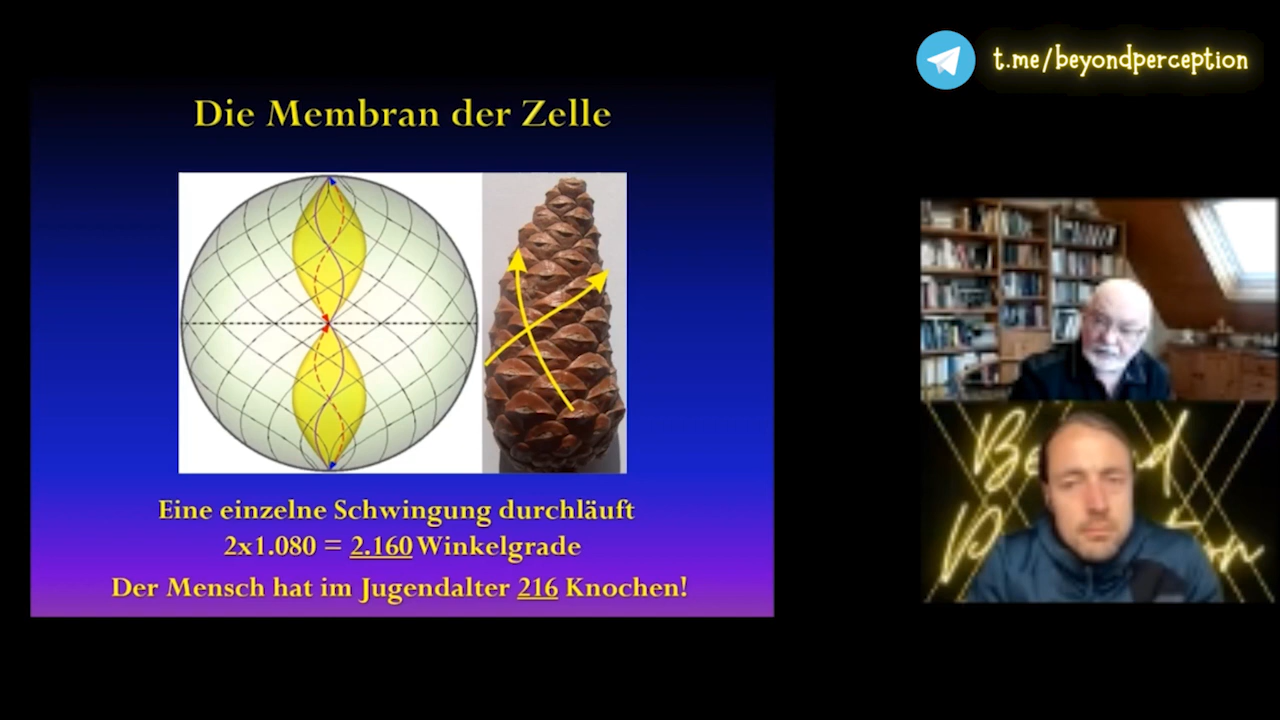 t.me/beyondperception
Die Membran der Zelle
Eine einzelne Schwingung durchläuft
2x1.080 = 2.160 Winkelgrade
Der Mensch hat im Jugendalter 216 Knochen!